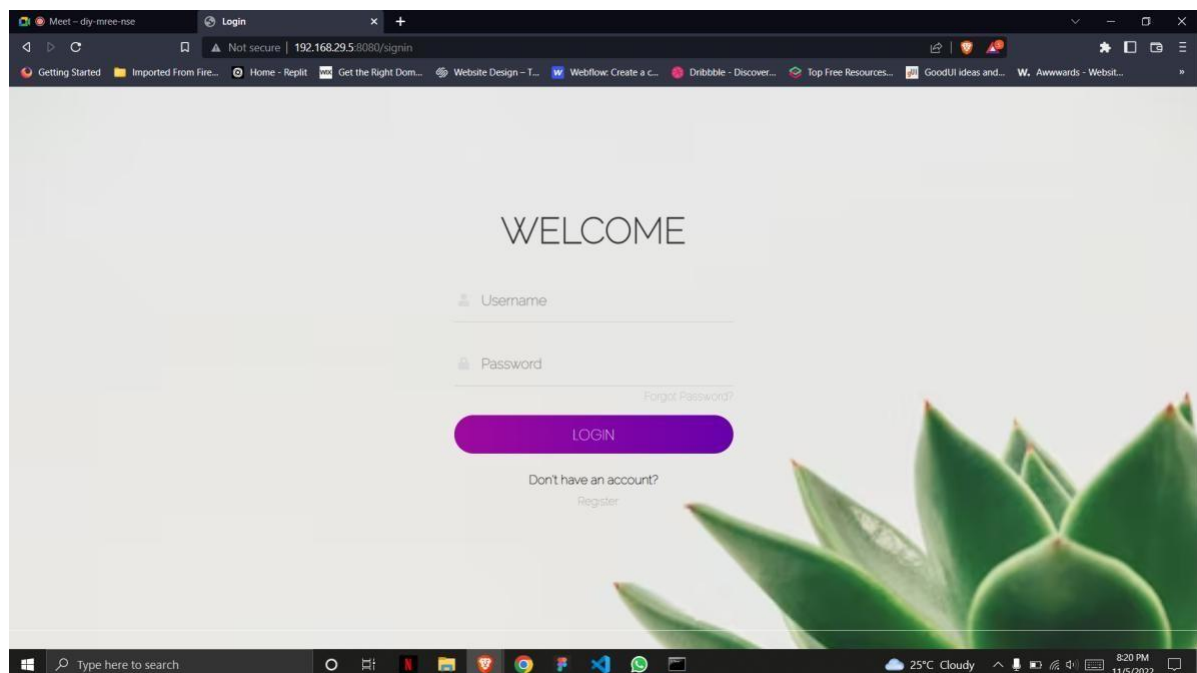 Meet – diy-mree-nse
Login
Not secure | 192.168.29.5:8080/signin
Getting Started
Imported From Fire...
Home - Replit
Get the Right Dom...
Website Design – T...
Webflow: Create a c...
Dribbble - Discover...
Top Free Resources...
GoodUI ideas and...
W. Awwwards - Websit...
»
WELCOME
Username
Password
Forgot Password?
LOGIN
Don't have an account?
Register
Type here to search
25°C Cloudy
8:20 PM
11/5/2022